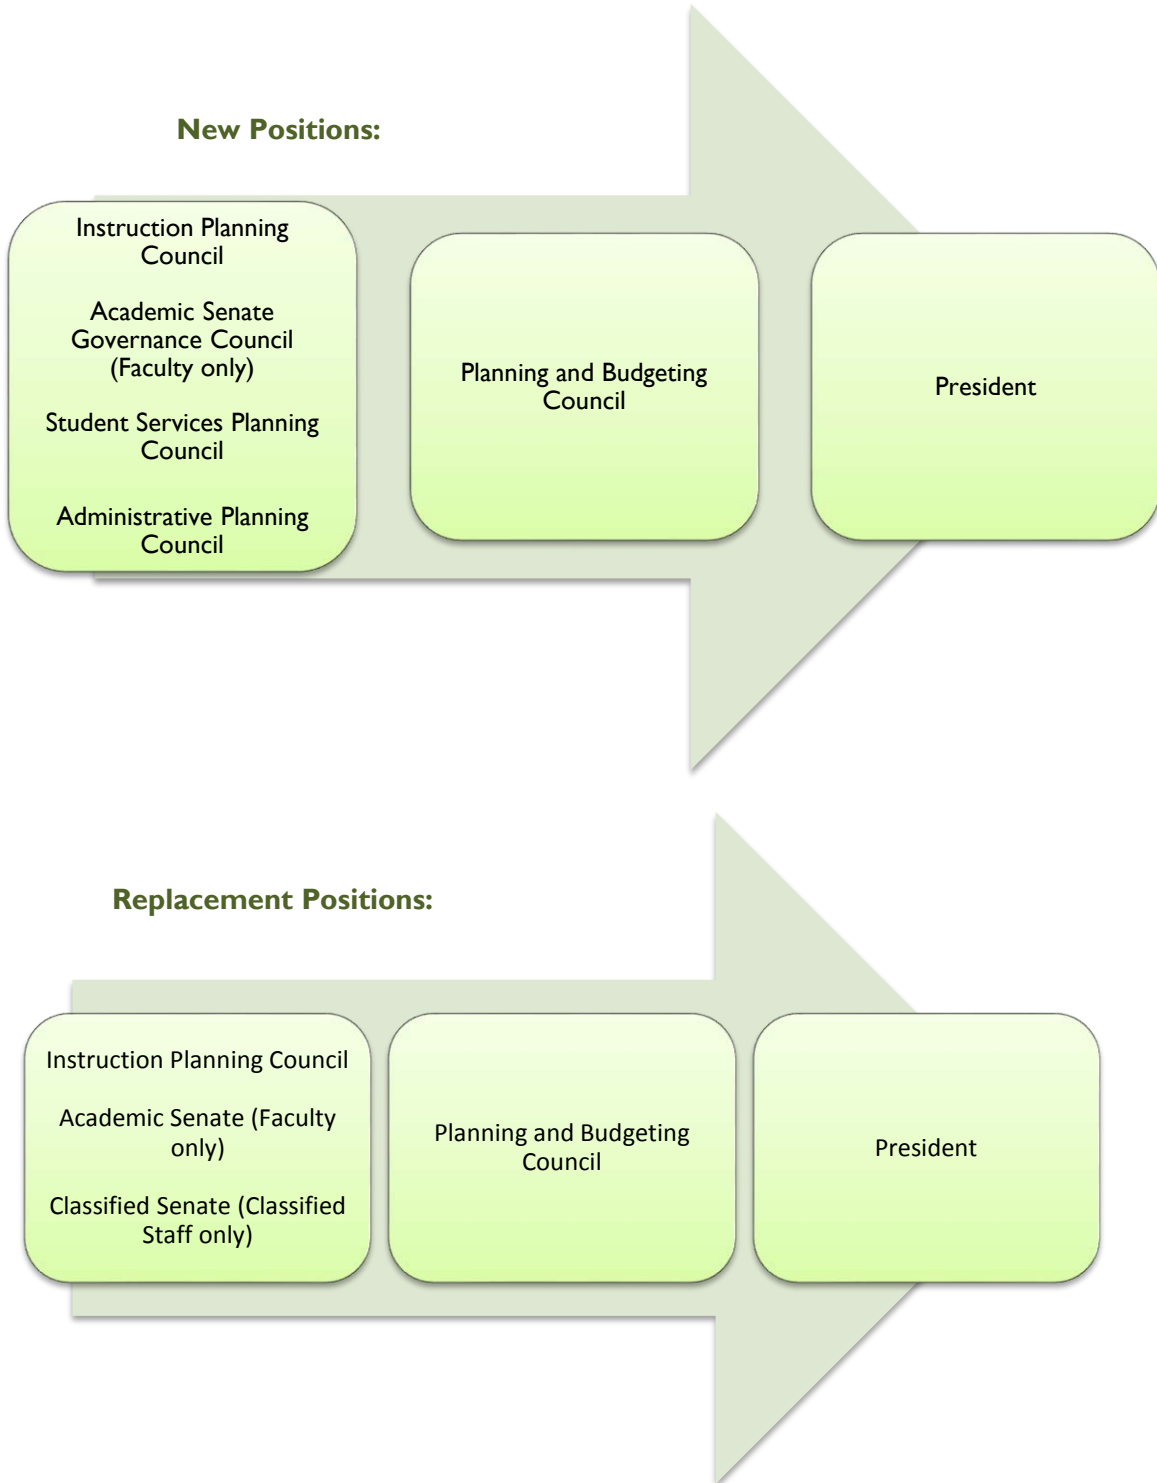 New Positions:
Instruction Planning
Council
Academic Senate
Governance Council
(Faculty only)
Student Services Planning
Council
Administrative Planning
Council
Planning and Budgeting
Council
President
Replacement Positions:
Instruction Planning Council
Academic Senate (Faculty
only)
Classified Senate (Classified
Staff only)
Planning and Budgeting
Council
President